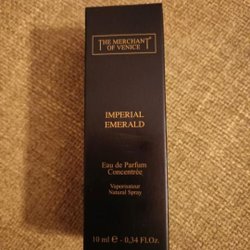 THE MERCHANT
OF VENICE
IMPERIAL
EMERALD
Eau de Parfum
Concentrée
Vaporisateur
Natural Spray
10 ml e - 0,34 Fl.Oz.